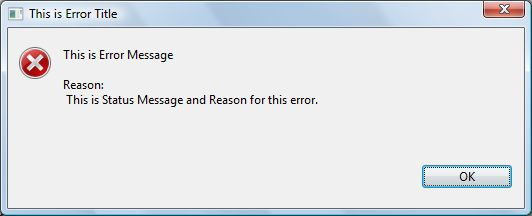 This is Error Title
This is Error Message
Reason:
This is Status Message and Reason for this error.
OK